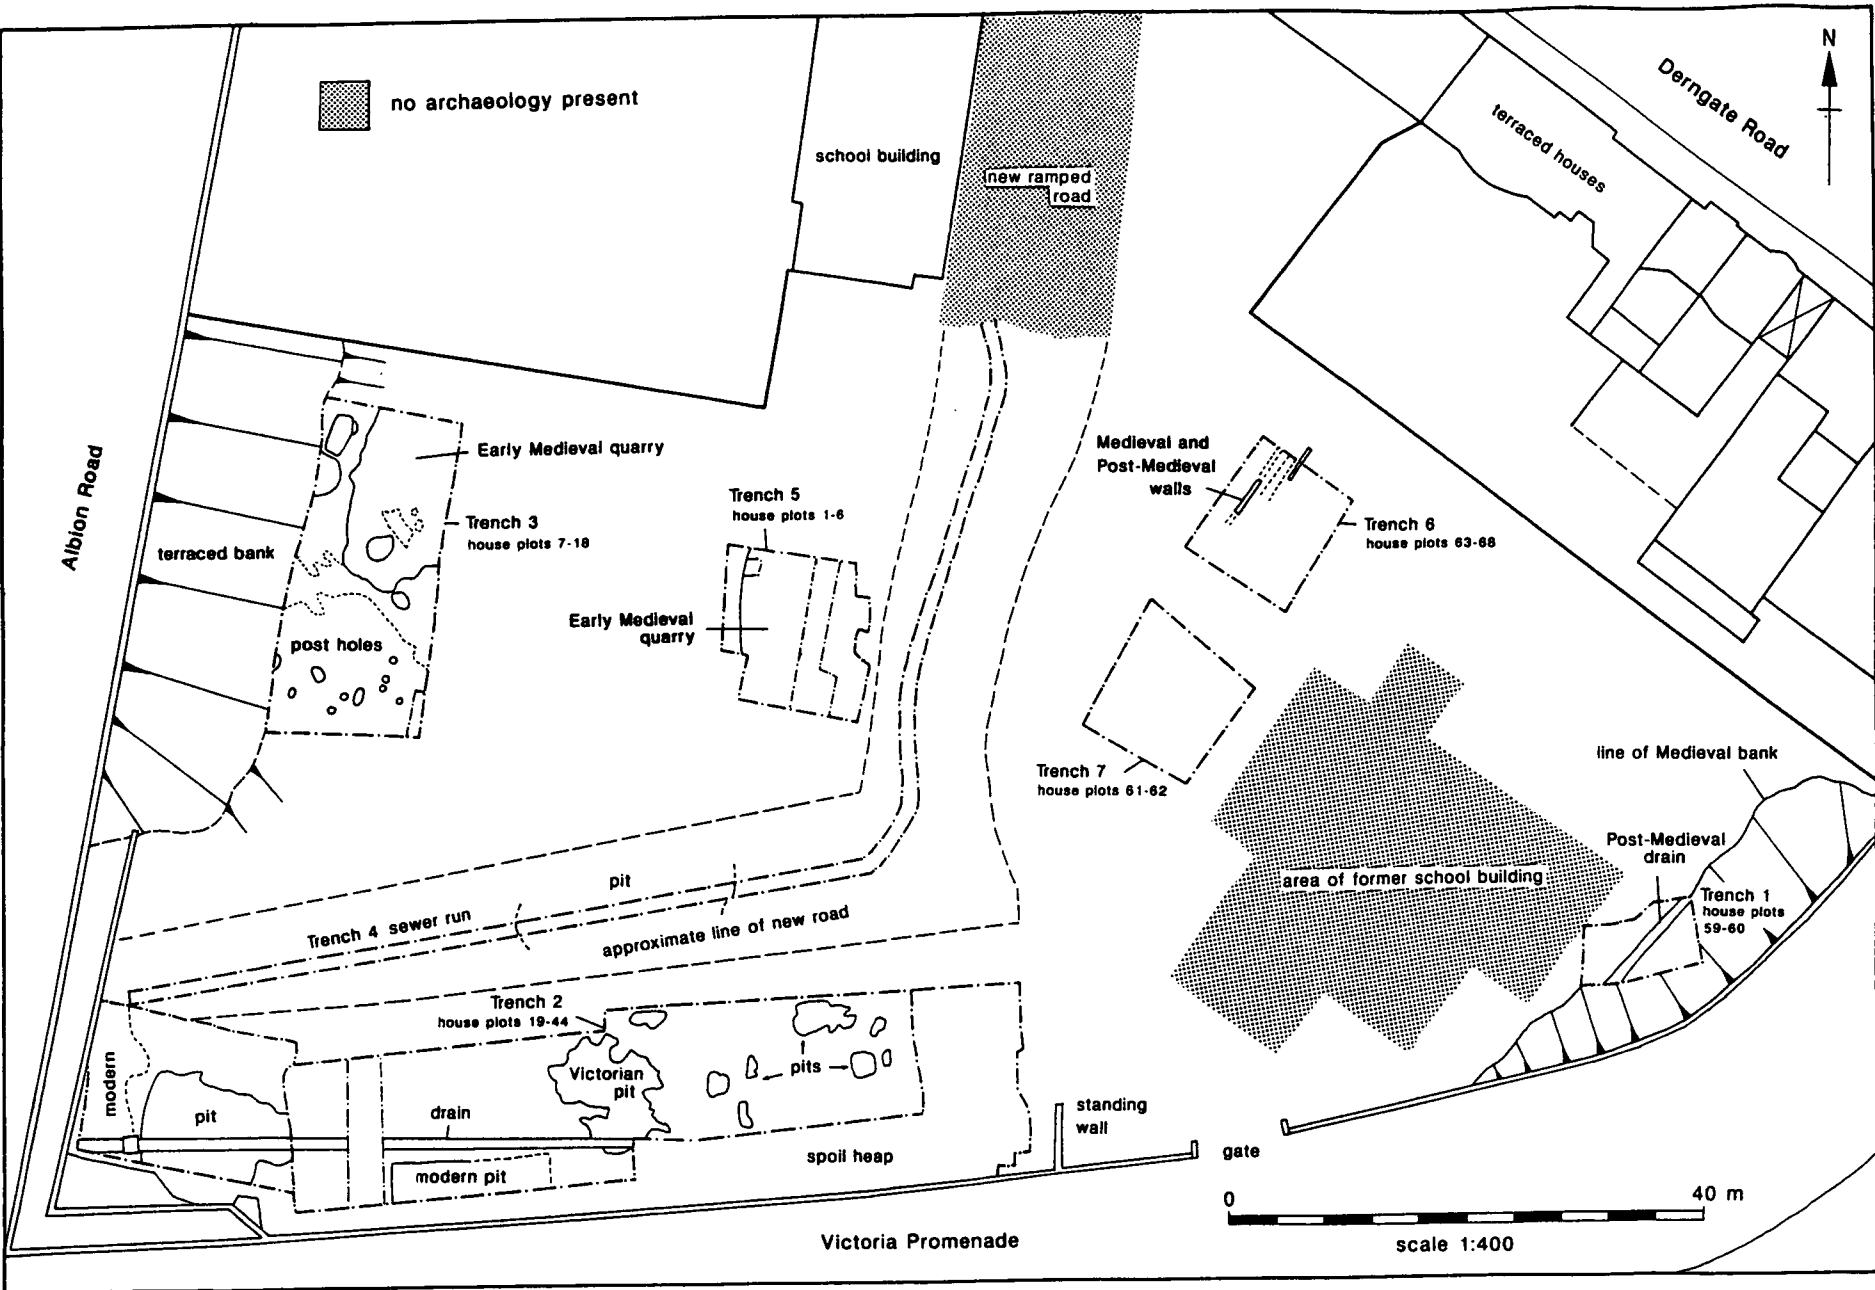 N
Derngate Road
no archaeology present
terraced houses
school building
new ramped
road
Albion Road
Early Medieval quarry
Medieval and
Post-Medieval
walls
Trench 5
house plots 1-6
Trench 3
house plots 7-18
Trench 6
house plots 63-68
terraced bank
Early Medieval
quarry
post holes
line of Medieval bank
Trench 7
house plots 61-62
Post-Medieval
drain
pit
area of former school building
Trench 1
house plots
59-60
Trench 4 sewer run
approximate line of new road
Trench 2
house plots 19-44
modern
pit
Victorian
pit
pits
drain
standing
wall
modern pit
spoil heap
gate
0
40 m
scale 1:400
Victoria Promenade